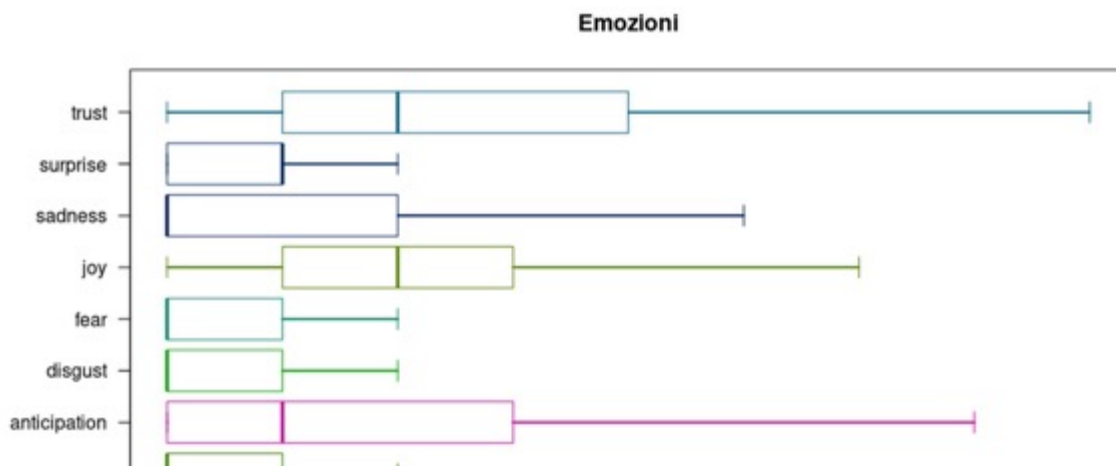 Emozioni
trust
surprise
sadness
joy
fear
disgust
anticipation